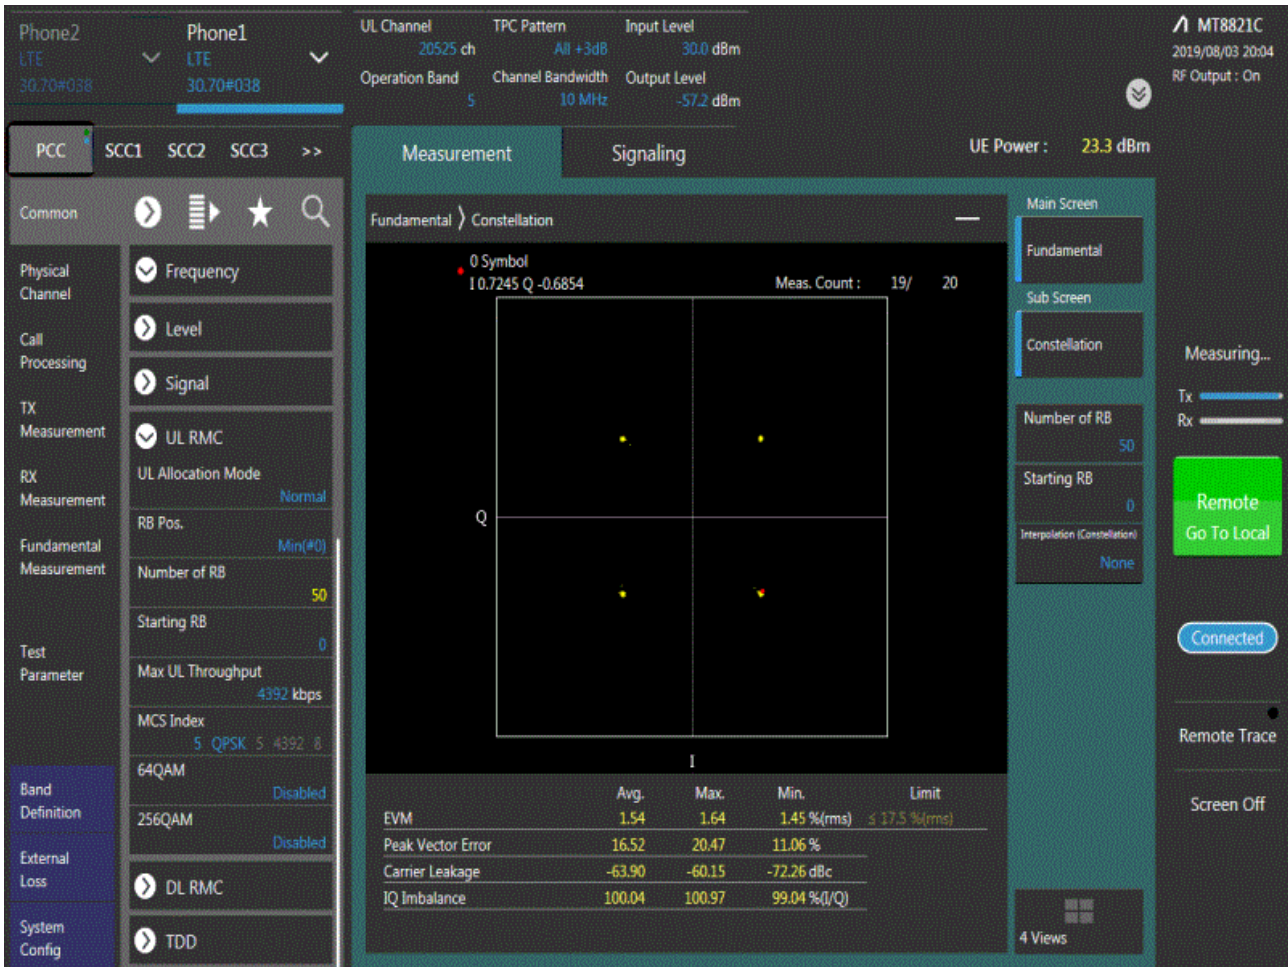 Phone2
LTE
30.70#038
Phone1
LTE
30.70#038
UL Channel
20525 ch
TPC Pattern
All +3dB
Input Level
30.0 dBm
Operation Band
5
Channel Bandwidth
10 MHz
Output Level
-57.2 dBm
MT8821C
2019/08/03 20:04
RF Output : On
PCC SCC1 SCC2 SCC3 >>
Measurement
Signaling
UE Power : 23.3 dBm
Common
Physical
Channel
Call
Processing
TX
Measurement
RX
Measurement
Fundamental
Measurement
Test
Parameter
Band
Definition
External
Loss
System
Config
Frequency
Level
Signal
UL RMC
UL Allocation Mode
Normal
RB Pos.
Min(#0)
Number of RB
50
Starting RB
0
Max UL Throughput
4392 kbps
MCS Index
5 QPSK 5 4392 8
64QAM
Disabled
256QAM
Disabled
DL RMC
TDD
Fundamental 〉 Constellation
0 Symbol
I 0.7245 Q -0.6854
Meas. Count : 19/ 20
Q
I
Avg. Max. Min. Limit
EVM 1.54 1.64 1.45 %(rms) ≤ 17.5 %(rms)
Peak Vector Error 16.52 20.47 11.06 %
Carrier Leakage -63.90 -60.15 -72.26 dBc
IQ Imbalance 100.04 100.97 99.04 %(I/Q)
Main Screen
Fundamental
Sub Screen
Constellation
Number of RB
50
Starting RB
0
Interpolation (Constellation)
None
4 Views
Measuring...
Tx
Rx
Remote
Go To Local
Connected
Remote Trace
Screen Off